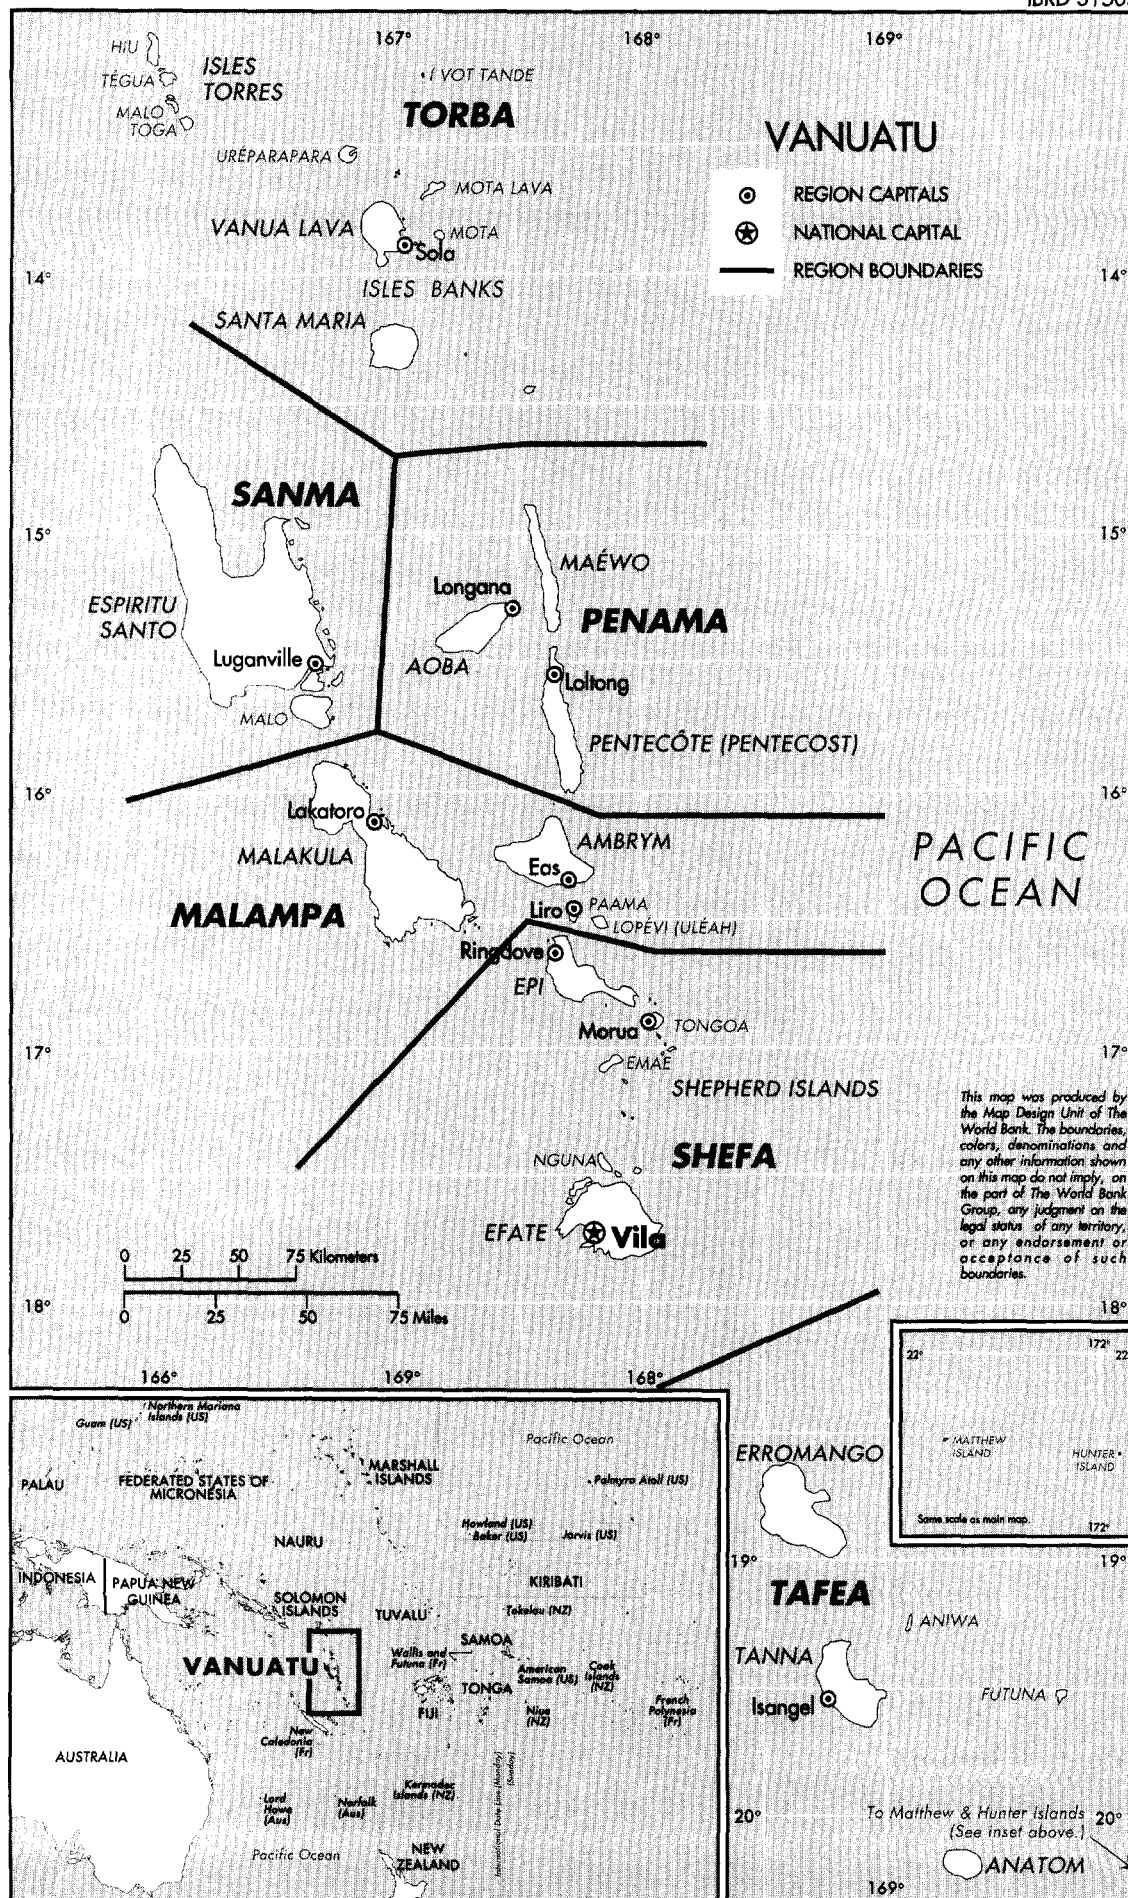 167°
168°
169°
HIU
TÉGUA
MALO
TOGA
ISLES
TORRES
I VOT TANDE
TORBA
URÉPARAPARA
MOTA LAVA
VANUA LAVA
MOTA
Sola
ISLES BANKS
SANTA MARIA
VANUATU
REGION CAPITALS
NATIONAL CAPITAL
REGION BOUNDARIES
14°
14°
SANMA
15°
15°
MAÉWO
Longana
ESPIRITU
SANTO
PENAMA
Luganville
AOBA
Loltong
MALO
PENTECÔTE (PENTECOST)
16°
16°
Lakatoro
AMBRYM
MALAKULA
Eas
PACIFIC
OCEAN
MALAMPA
Liro
PAAMA
LOPÉVI (ULÉAH)
Ringdove
EPI
Morua
TONGOA
17°
17°
EMAE
SHEPHERD ISLANDS
This map was produced by
the Map Design Unit of The
World Bank. The boundaries,
colors, denominations and
any other information shown
on this map do not imply, on
the part of The World Bank
Group, any judgment on the
legal status of any territory,
or any endorsement or
acceptance of such
boundaries.
NGUNA
SHEFA
EFATE
Vila
0 25 50 75 Kilometers
0 25 50 75 Miles
18°
18°
166°
169°
168°
22°
172°
22
MATTHEW
ISLAND
HUNTER
ISLAND
Same scale as main map.
172°
Guam (US)
Northern Mariana
Islands (US)
Pacific Ocean
PALAU
FEDERATED STATES OF
MICRONESIA
MARSHALL
ISLANDS
Palmyra Atoll (US)
NAURU
Howland (US)
Baker (US)
Jarvis (US)
INDONESIA
PAPUA NEW
GUINEA
KIRIBATI
SOLOMON
ISLANDS
TUVALU
Tokelau (NZ)
VANUATU
Wallis and
Futuna (Fr)
SAMOA
American
Samoa (US)
Cook
Islands
(NZ)
TONGA
FIJI
Niue
(NZ)
French
Polynesia
(Fr)
New
Caledonia
(Fr)
AUSTRALIA
Lord
Howe
(Aus)
Norfolk
(Aus)
Kermadec
Islands (NZ)
International Date Line (Monday)
(Sunday)
Pacific Ocean
NEW
ZEALAND
ERROMANGO
19°
19°
TAFEA
ANIWA
TANNA
Isangel
FUTUNA
20°
To Matthew & Hunter Islands
(See inset above.)
20°
ANATOM
169°